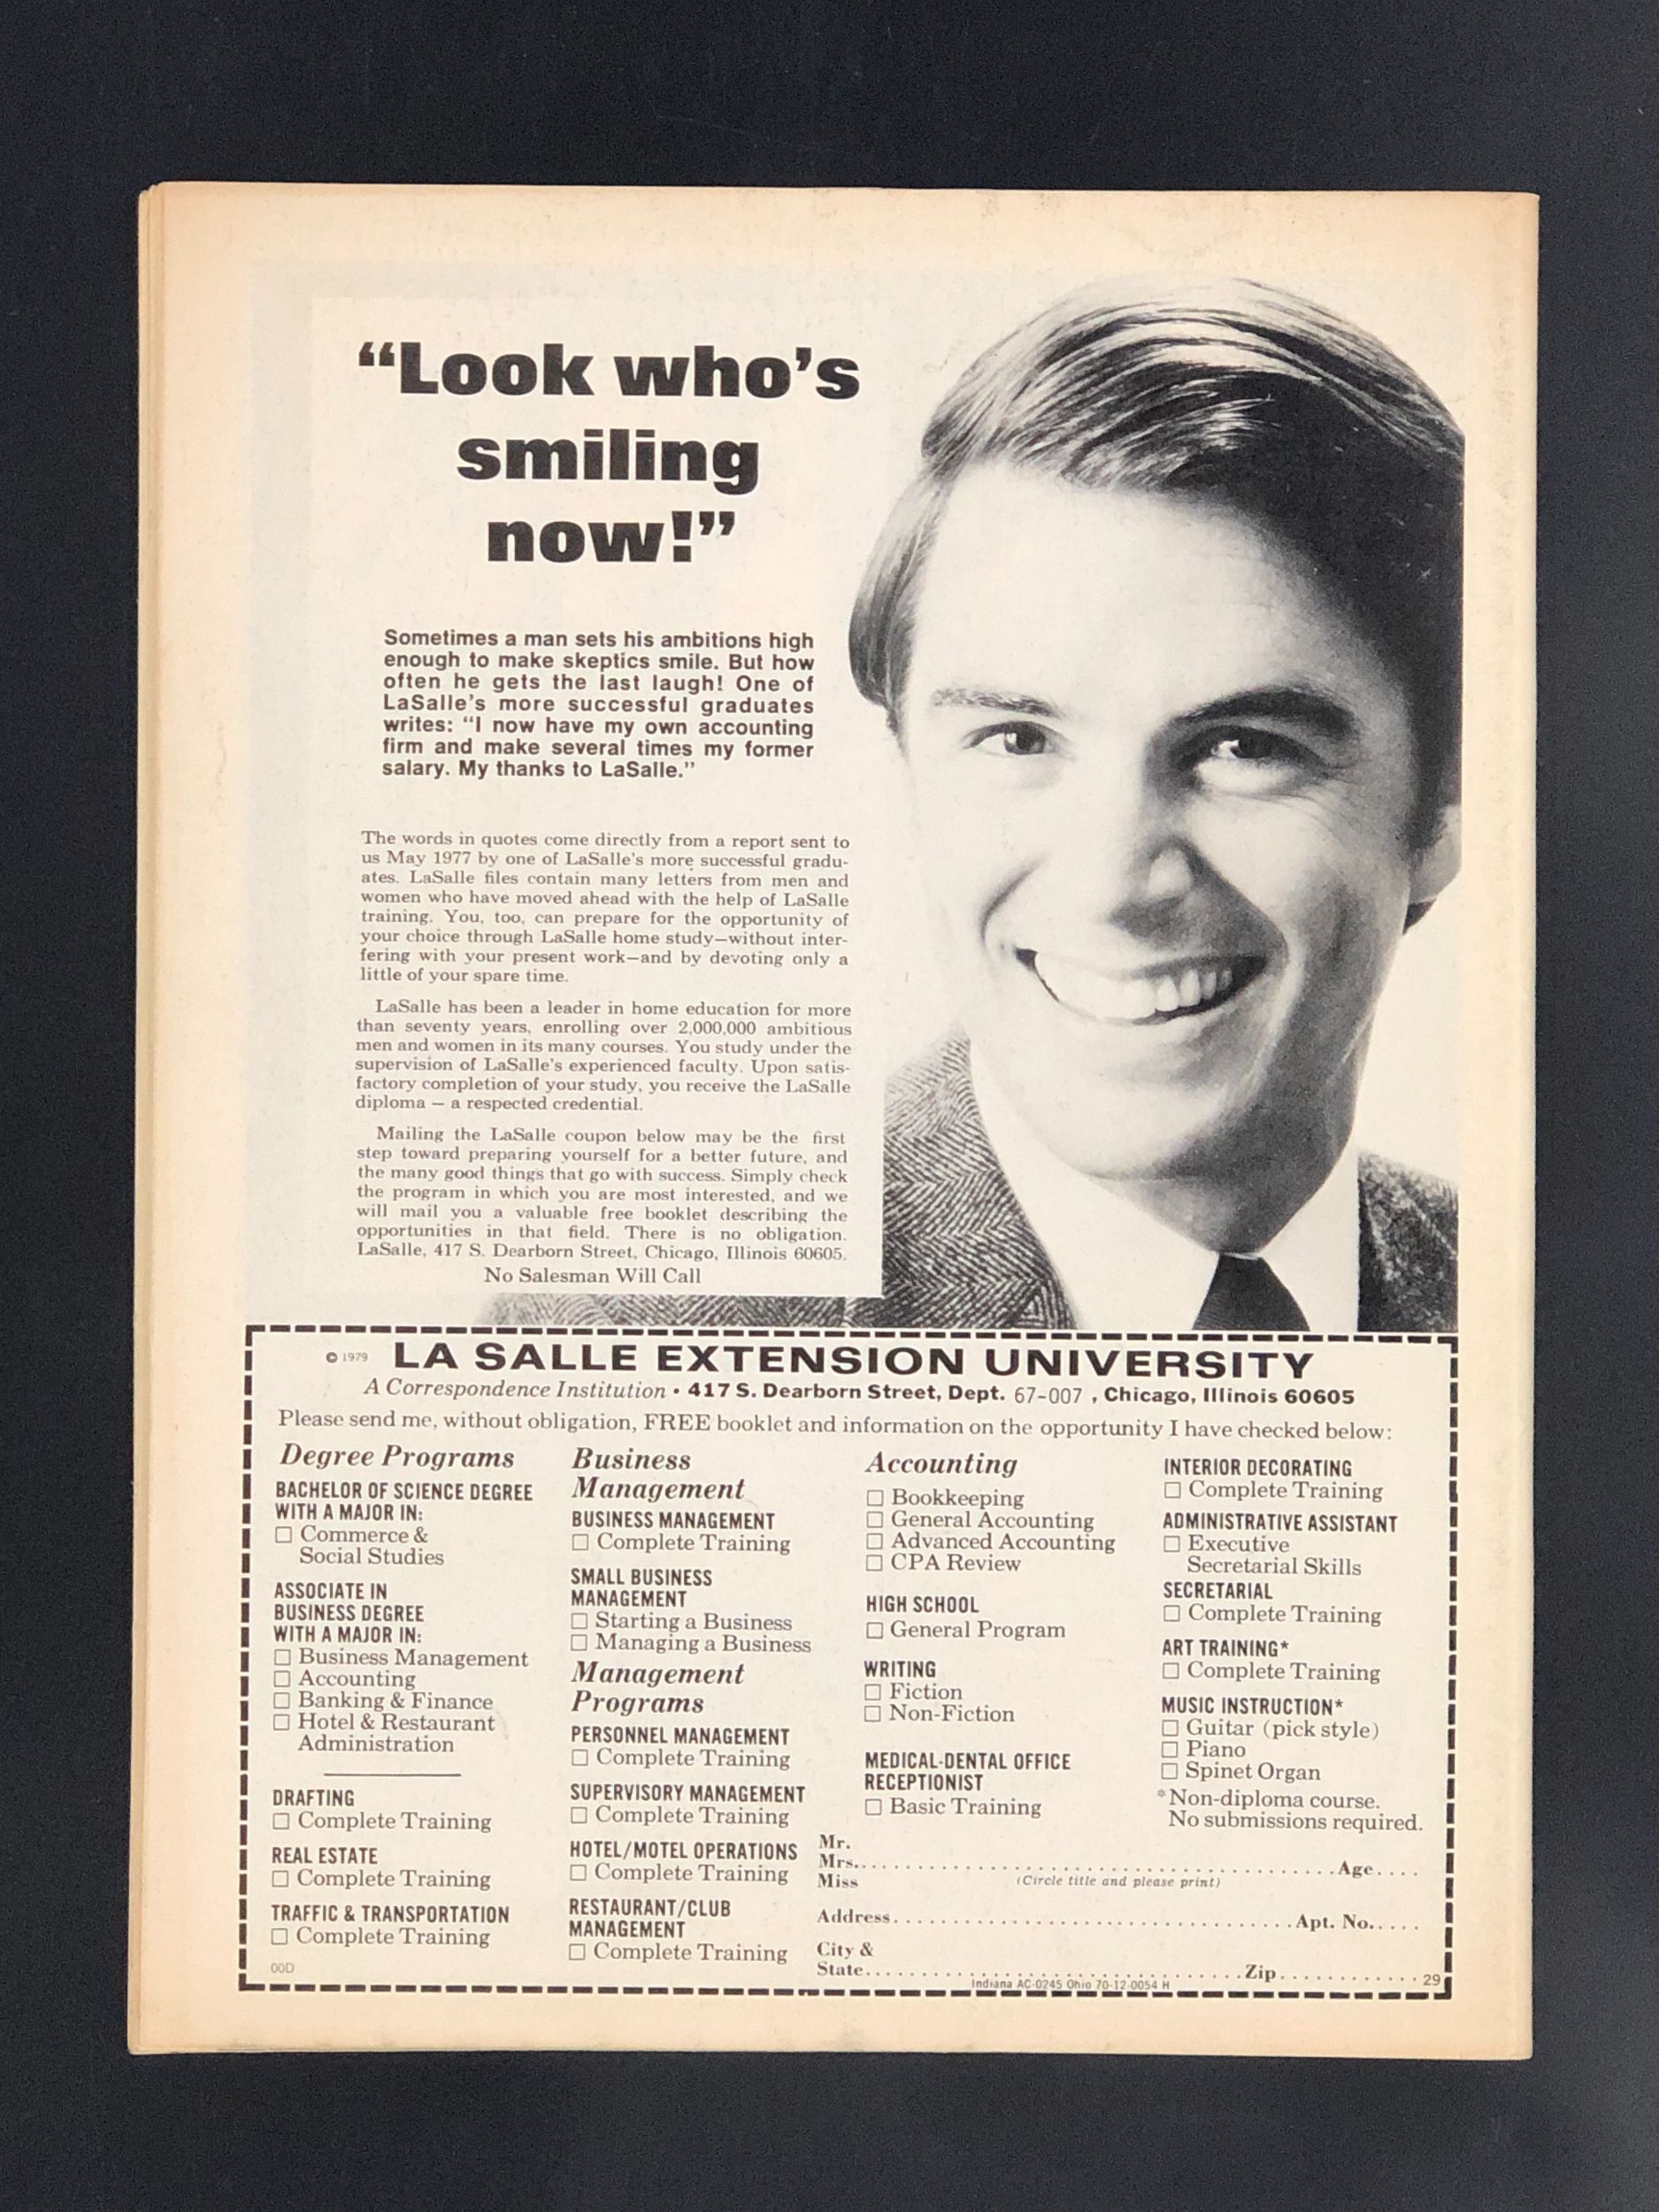 “Look who’s
smiling
now!”
Sometimes a man sets his ambitions high
enough to make skeptics smile. But how
often he gets the last laugh! One of
LaSalle’s more successful graduates
writes: “I now have my own accounting
firm and make several times my former
salary. My thanks to LaSalle.”
The words in quotes come directly from a report sent to
us May 1977 by one of LaSalle’s more successful gradu-
ates. LaSalle files contain many letters from men and
women who have moved ahead with the help of LaSalle
training. You, too, can prepare for the opportunity of
your choice through LaSalle home study—without inter-
fering with your present work—and by devoting only a
little of your spare time.
LaSalle has been a leader in home education for more
than seventy years, enrolling over 2,000,000 ambitious
men and women in its many courses. You study under the
supervision of LaSalle’s experienced faculty. Upon satis-
factory completion of your study, you receive the LaSalle
diploma — a respected credential.
Mailing the LaSalle coupon below may be the first
step toward preparing yourself for a better future, and
the many good things that go with success. Simply check
the program in which you are most interested, and we
will mail you a valuable free booklet describing the
opportunities in that field. There is no obligation.
LaSalle, 417 S. Dearborn Street, Chicago, Illinois 60605.
No Salesman Will Call
© 1979 LA SALLE EXTENSION UNIVERSITY
A Correspondence Institution • 417 S. Dearborn Street, Dept. 67-007 , Chicago, Illinois 60605
Please send me, without obligation, FREE booklet and information on the opportunity I have checked below:
Degree Programs
BACHELOR OF SCIENCE DEGREE
WITH A MAJOR IN:
☐ Commerce &
Social Studies
ASSOCIATE IN
BUSINESS DEGREE
WITH A MAJOR IN:
☐ Business Management
☐ Accounting
☐ Banking & Finance
☐ Hotel & Restaurant
Administration
DRAFTING
☐ Complete Training
REAL ESTATE
☐ Complete Training
TRAFFIC & TRANSPORTATION
☐ Complete Training
00D
Business
Management
BUSINESS MANAGEMENT
☐ Complete Training
SMALL BUSINESS
MANAGEMENT
☐ Starting a Business
☐ Managing a Business
Management
Programs
PERSONNEL MANAGEMENT
☐ Complete Training
SUPERVISORY MANAGEMENT
☐ Complete Training
HOTEL/MOTEL OPERATIONS
☐ Complete Training
RESTAURANT/CLUB
MANAGEMENT
☐ Complete Training
Accounting
☐ Bookkeeping
☐ General Accounting
☐ Advanced Accounting
☐ CPA Review
HIGH SCHOOL
☐ General Program
WRITING
☐ Fiction
☐ Non-Fiction
MEDICAL-DENTAL OFFICE
RECEPTIONIST
☐ Basic Training
INTERIOR DECORATING
☐ Complete Training
ADMINISTRATIVE ASSISTANT
☐ Executive
Secretarial Skills
SECRETARIAL
☐ Complete Training
ART TRAINING*
☐ Complete Training
MUSIC INSTRUCTION*
☐ Guitar (pick style)
☐ Piano
☐ Spinet Organ
*Non-diploma course.
No submissions required.
Mr.
Mrs. Age
Miss (Circle title and please print)
Address Apt. No.
City &
State Zip 29
Indiana AC-0245 Ohio 70-12-0054 H